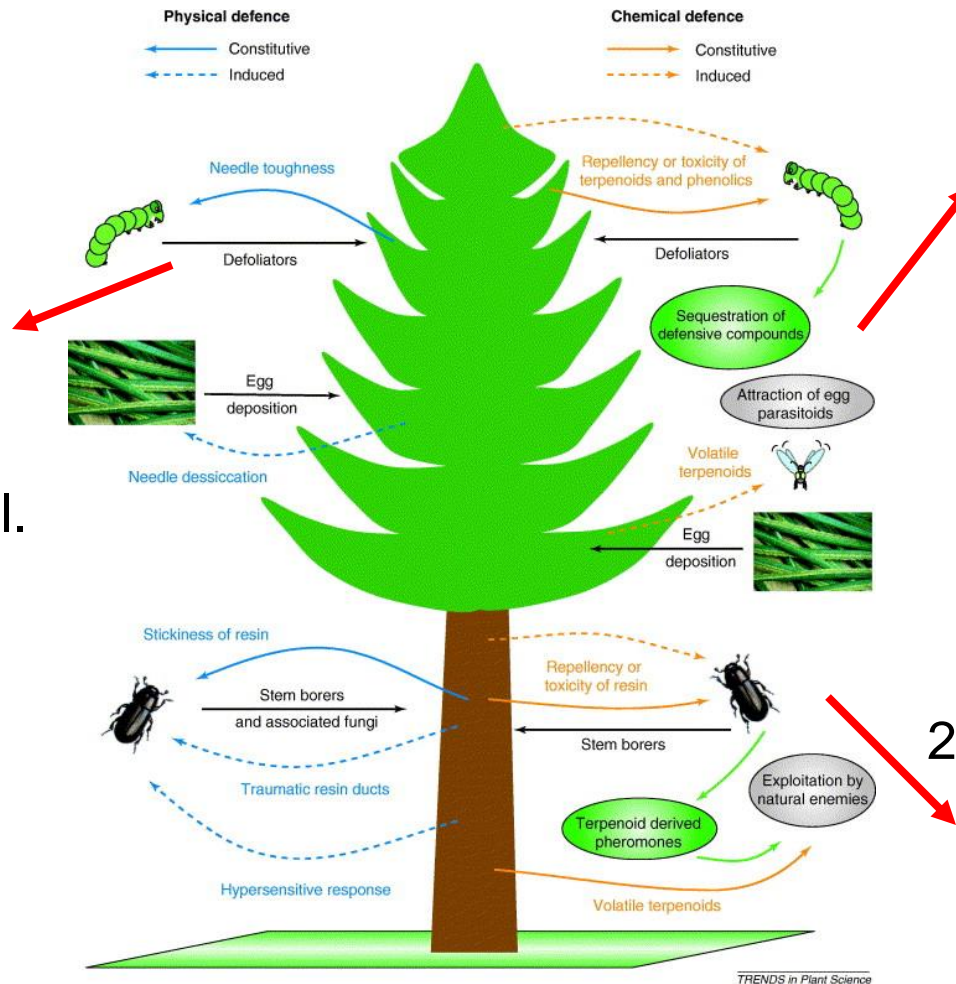 Physical defence
Constitutive
Induced
Chemical defence
Constitutive
Induced
Needle toughness
Repellency or toxicity of
terpenoids and phenolics
Defoliators
Defoliators
Sequestration of
defensive compounds
Egg
deposition
Attraction of egg
parasitoids
Needle dessiccation
Volatile
terpenoids
l.
Egg
deposition
Stickiness of resin
Repellency or
toxicity of resin
Stem borers
and associated fungi
Stem borers
2
Traumatic resin ducts
Exploitation by
natural enemies
Terpenoid derived
pheromones
Hypersensitive response
Volatile terpenoids
TRENDS in Plant Science